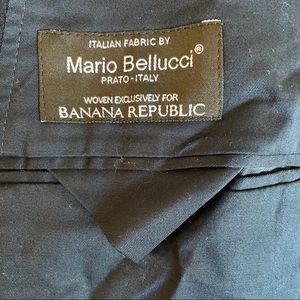 ITALIAN FABRIC BY
Mario Bellucci®
PRATO-ITALY
WOVEN EXCLUSIVELY FOR
BANANA REPUBLIC